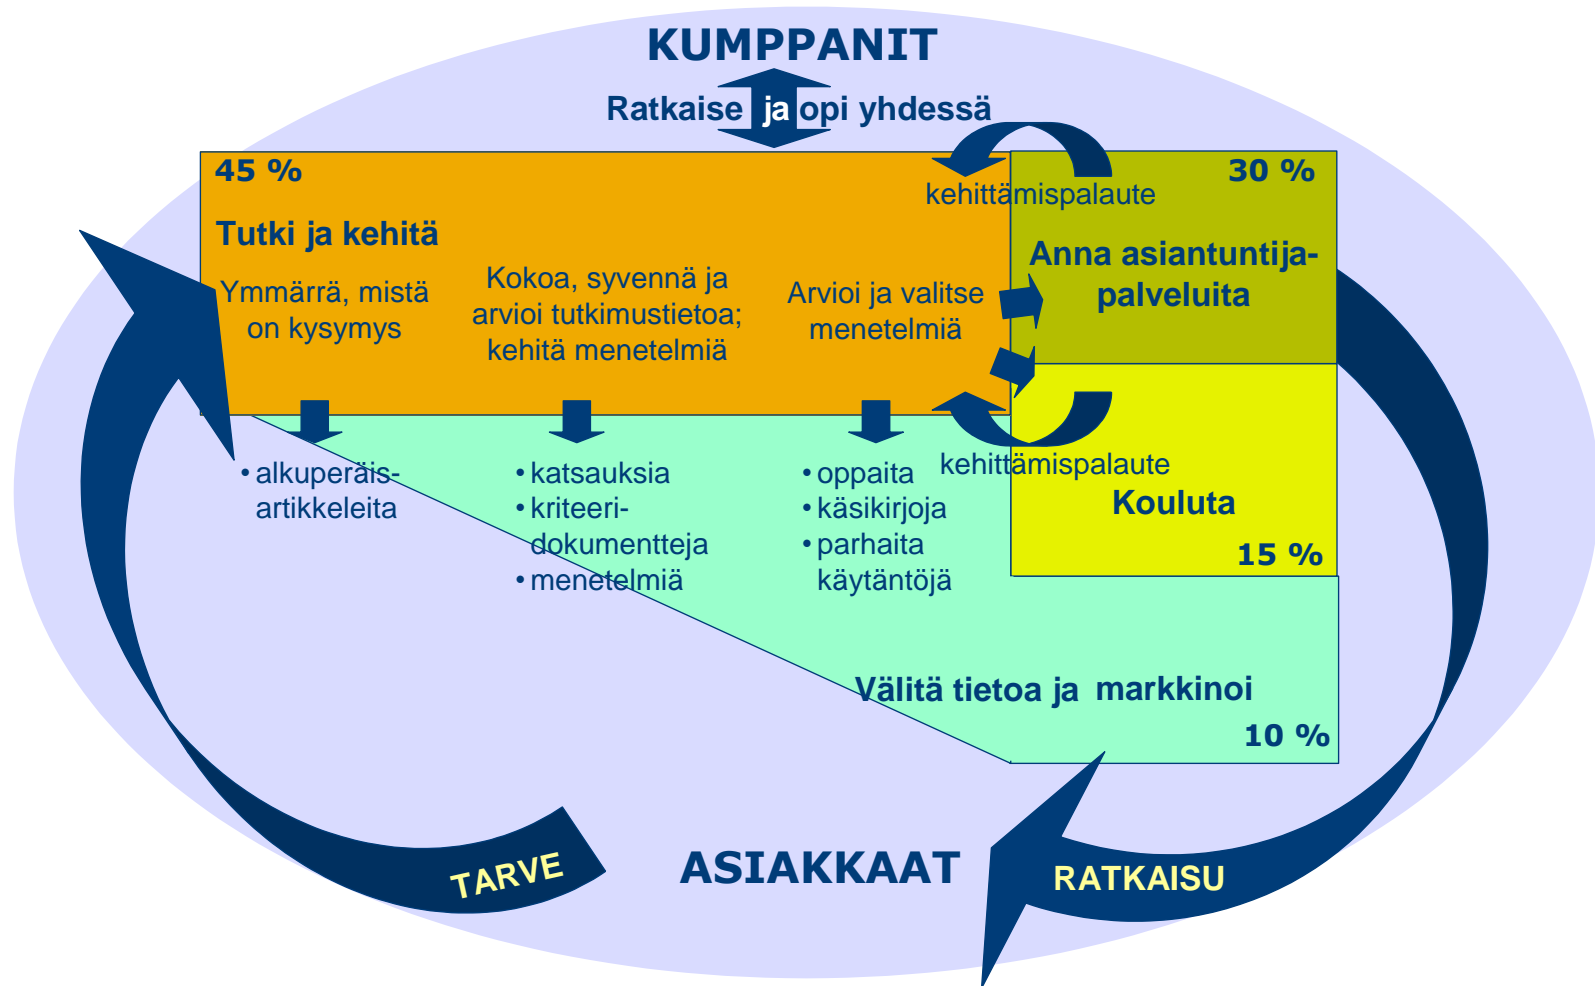 KUMPPANIT
Ratkaise ja opi yhdessä
45 %
30 %
kehittämispalaute
Tutki ja kehitä
Ymmärrä, mistä
on kysymys
Kokoa, syvennä ja
arvioi tutkimustietoa;
kehitä menetelmiä
Arvioi ja valitse
menetelmiä
Anna asiantuntija-
palveluita
• alkuperäis-
artikkeleita
• katsauksia
• kriteeri-
dokumentteja
• menetelmiä
• oppaita
• käsikirjoja
• parhaita
käytäntöjä
kehittämispalaute
Kouluta
15 %
Välitä tietoa ja markkinoi
10 %
TARVE
ASIAKKAAT
RATKAISU